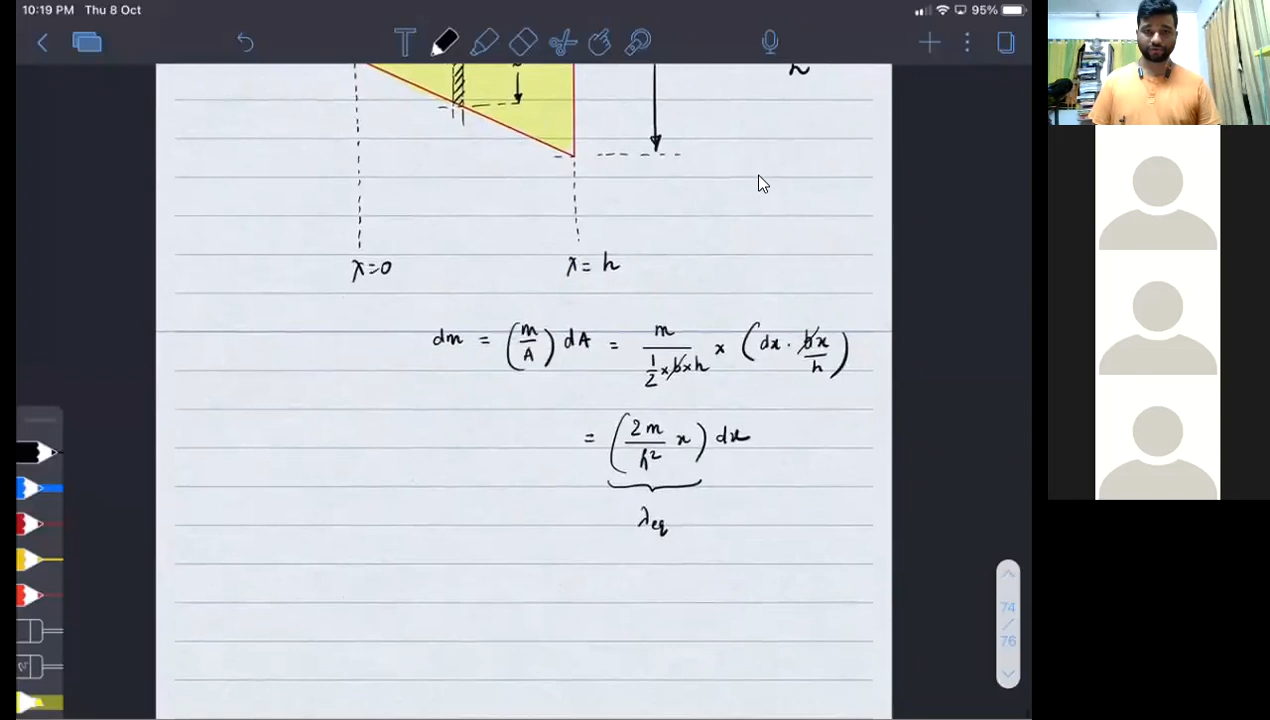 10:19 PM Thu 8 Oct 95%
T
h
x=0 x= h
dm = (m/A) dA = m/(1/2 × b × h) × (dx · bx/h)
= (2m/h² x) dx
λeq
74
/
76